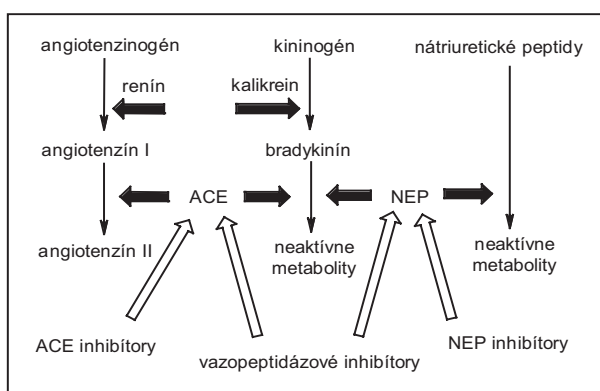 angiotenzinogén kininogén nátriuretické peptidy
renín kalikrein
angiotenzín I bradykinín
ACE NEP
angiotenzín II neaktívne metabolity neaktívne metabolity
ACE inhibítory vazopeptidázové inhibítory NEP inhibítory